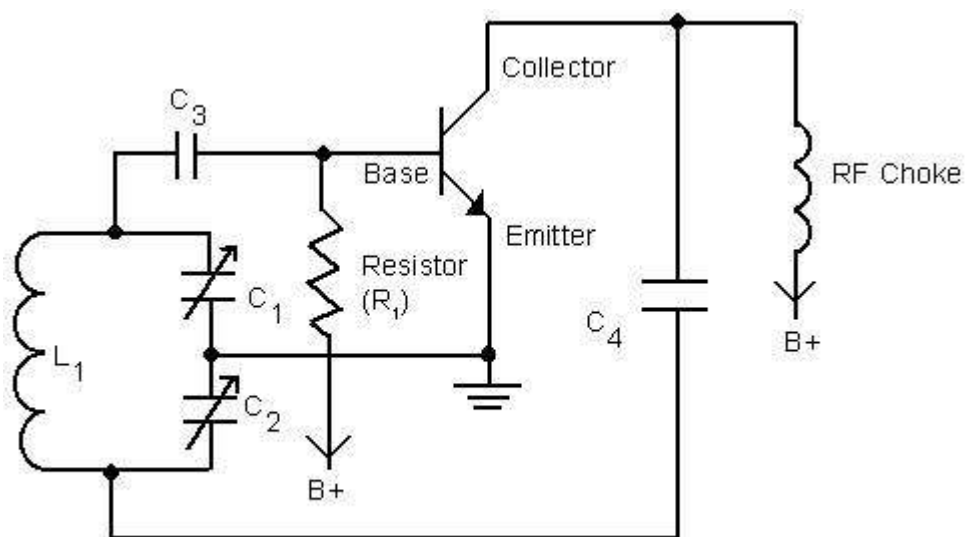 Collector
C3
Base
RF Choke
Emitter
Resistor
(R1)
C1
C4
B+
L1
C2
B+